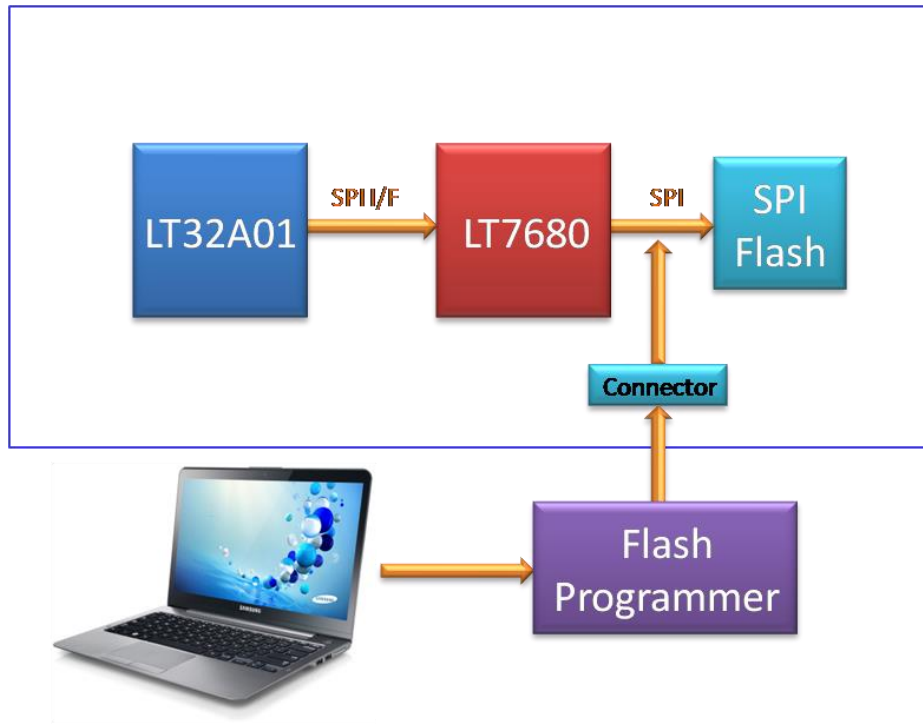 LT32A01
SPI I/F
LT7680
SPI
SPI
Flash
Connector
Flash
Programmer
SAMSUNG